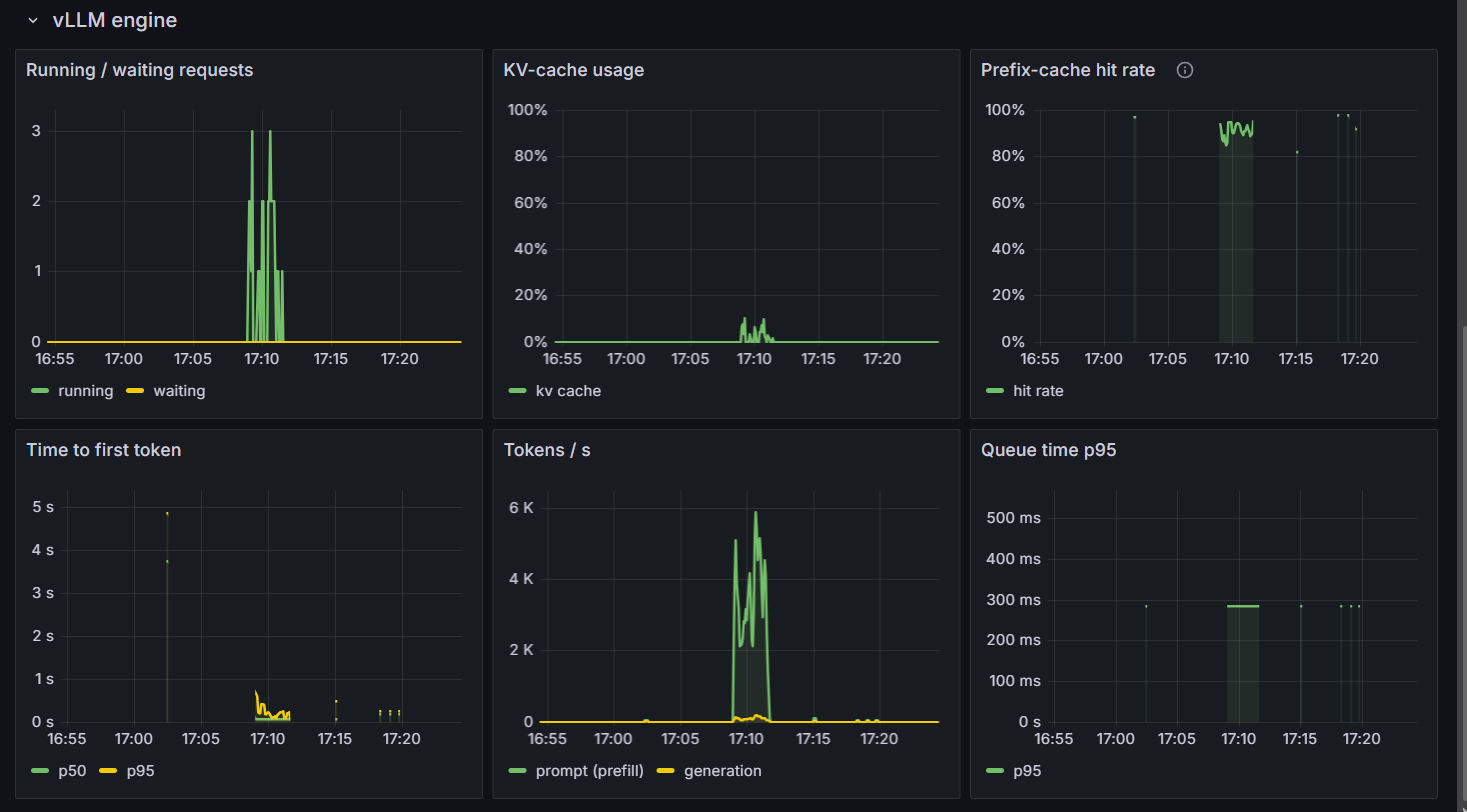 vLLM engine
Running / waiting requests
3
2
1
0
16:55 17:00 17:05 17:10 17:15 17:20
running waiting
KV-cache usage
100%
80%
60%
40%
20%
0%
16:55 17:00 17:05 17:10 17:15 17:20
kv cache
Prefix-cache hit rate
100%
80%
60%
40%
20%
0%
16:55 17:00 17:05 17:10 17:15 17:20
hit rate
Time to first token
5 s
4 s
3 s
2 s
1 s
0 s
16:55 17:00 17:05 17:10 17:15 17:20
p50 p95
Tokens / s
6 K
4 K
2 K
0
16:55 17:00 17:05 17:10 17:15 17:20
prompt (prefill) generation
Queue time p95
500 ms
400 ms
300 ms
200 ms
100 ms
0 s
16:55 17:00 17:05 17:10 17:15 17:20
p95